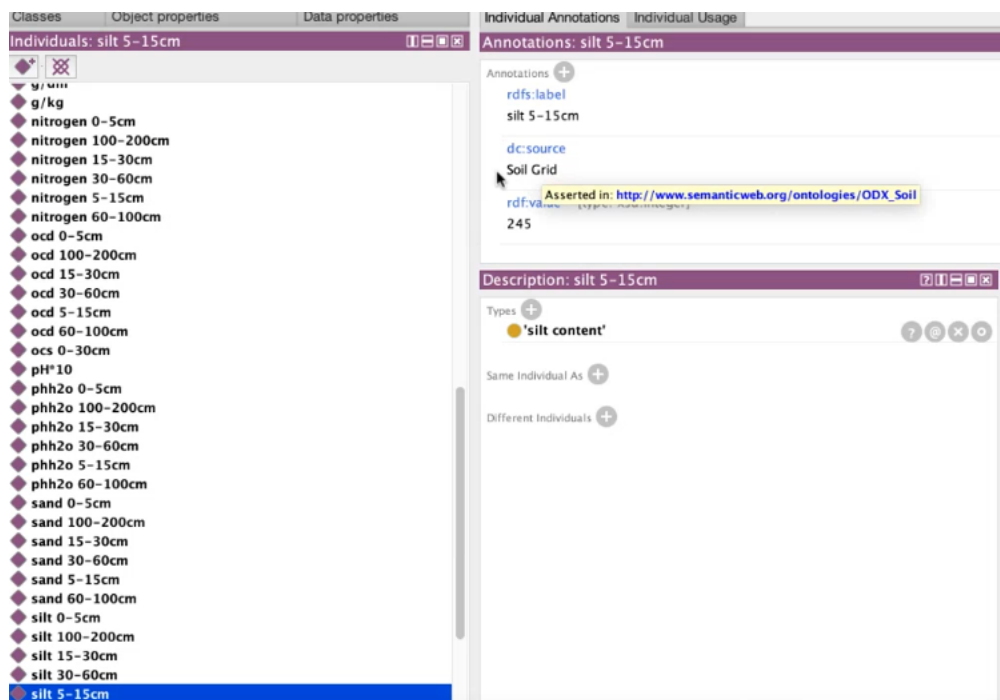 Classes Object properties Data properties
Individuals: silt 5-15cm
g/kg
nitrogen 0-5cm
nitrogen 100-200cm
nitrogen 15-30cm
nitrogen 30-60cm
nitrogen 5-15cm
nitrogen 60-100cm
ocd 0-5cm
ocd 100-200cm
ocd 15-30cm
ocd 30-60cm
ocd 5-15cm
ocd 60-100cm
ocs 0-30cm
pH*10
phh2o 0-5cm
phh2o 100-200cm
phh2o 15-30cm
phh2o 30-60cm
phh2o 5-15cm
phh2o 60-100cm
sand 0-5cm
sand 100-200cm
sand 15-30cm
sand 30-60cm
sand 5-15cm
sand 60-100cm
silt 0-5cm
silt 100-200cm
silt 15-30cm
silt 30-60cm
silt 5-15cm
Individual Annotations Individual Usage
Annotations: silt 5-15cm
Annotations
rdfs:label
silt 5-15cm
dc:source
Soil Grid
Asserted in: http://www.semanticweb.org/ontologies/ODX_Soil
245
Description: silt 5-15cm
Types
'silt content'
Same Individual As
Different Individuals